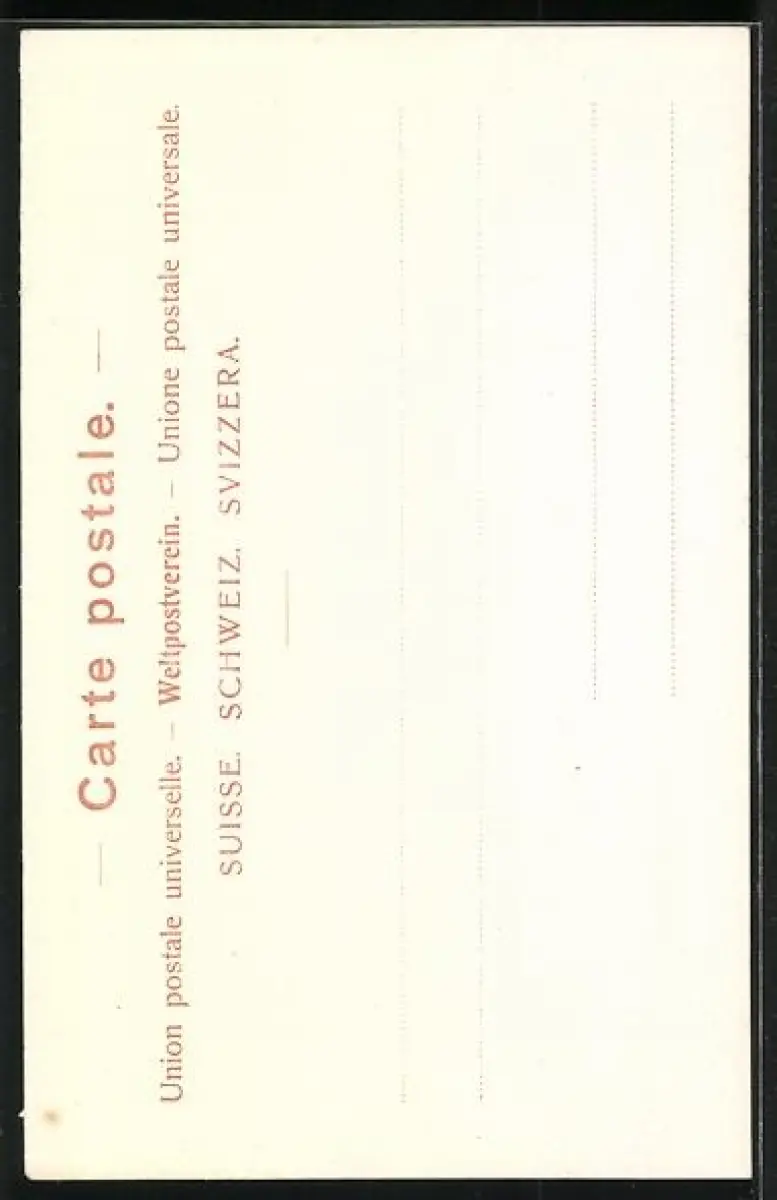 — Carte postale. —
Union postale universelle. – Weltpostverein. – Unione postale universale.
SUISSE. SCHWEIZ. SVIZZERA.